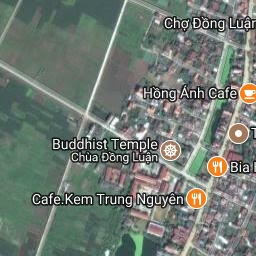 Chợ Đồng Luận
Hồng Ánh Cafe
Buddhist Temple
Chùa Đồng Luận
Bia
Cafe.Kem Trung Nguyên